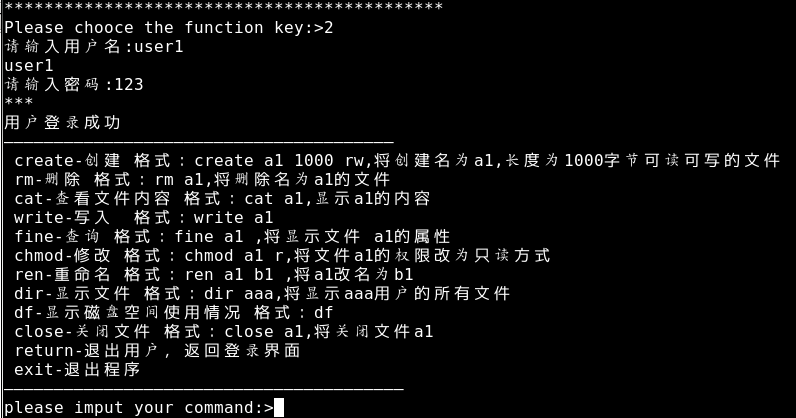 ********************************************
Please chooce the function key:>2
请输入用户名:user1
user1
请输入密码:123
***
用户登录成功
————————————————————————————————————————
create-创建 格式：create a1 1000 rw,将创建名为a1,长度为1000字节可读可写的文件
rm-删除 格式：rm a1,将删除名为a1的文件
cat-查看文件内容 格式：cat a1,显示a1的内容
write-写入  格式：write a1
fine-查询 格式：fine a1 ,将显示文件 a1的属性
chmod-修改 格式：chmod a1 r,将文件a1的权限改为只读方式
ren-重命名 格式：ren a1 b1 ,将a1改名为b1
dir-显示文件 格式：dir aaa,将显示aaa用户的所有文件
df-显示磁盘空间使用情况 格式：df
close-关闭文件 格式：close a1,将关闭文件a1
return-退出用户，返回登录界面
exit-退出程序
————————————————————————————————————————
please imput your command:>